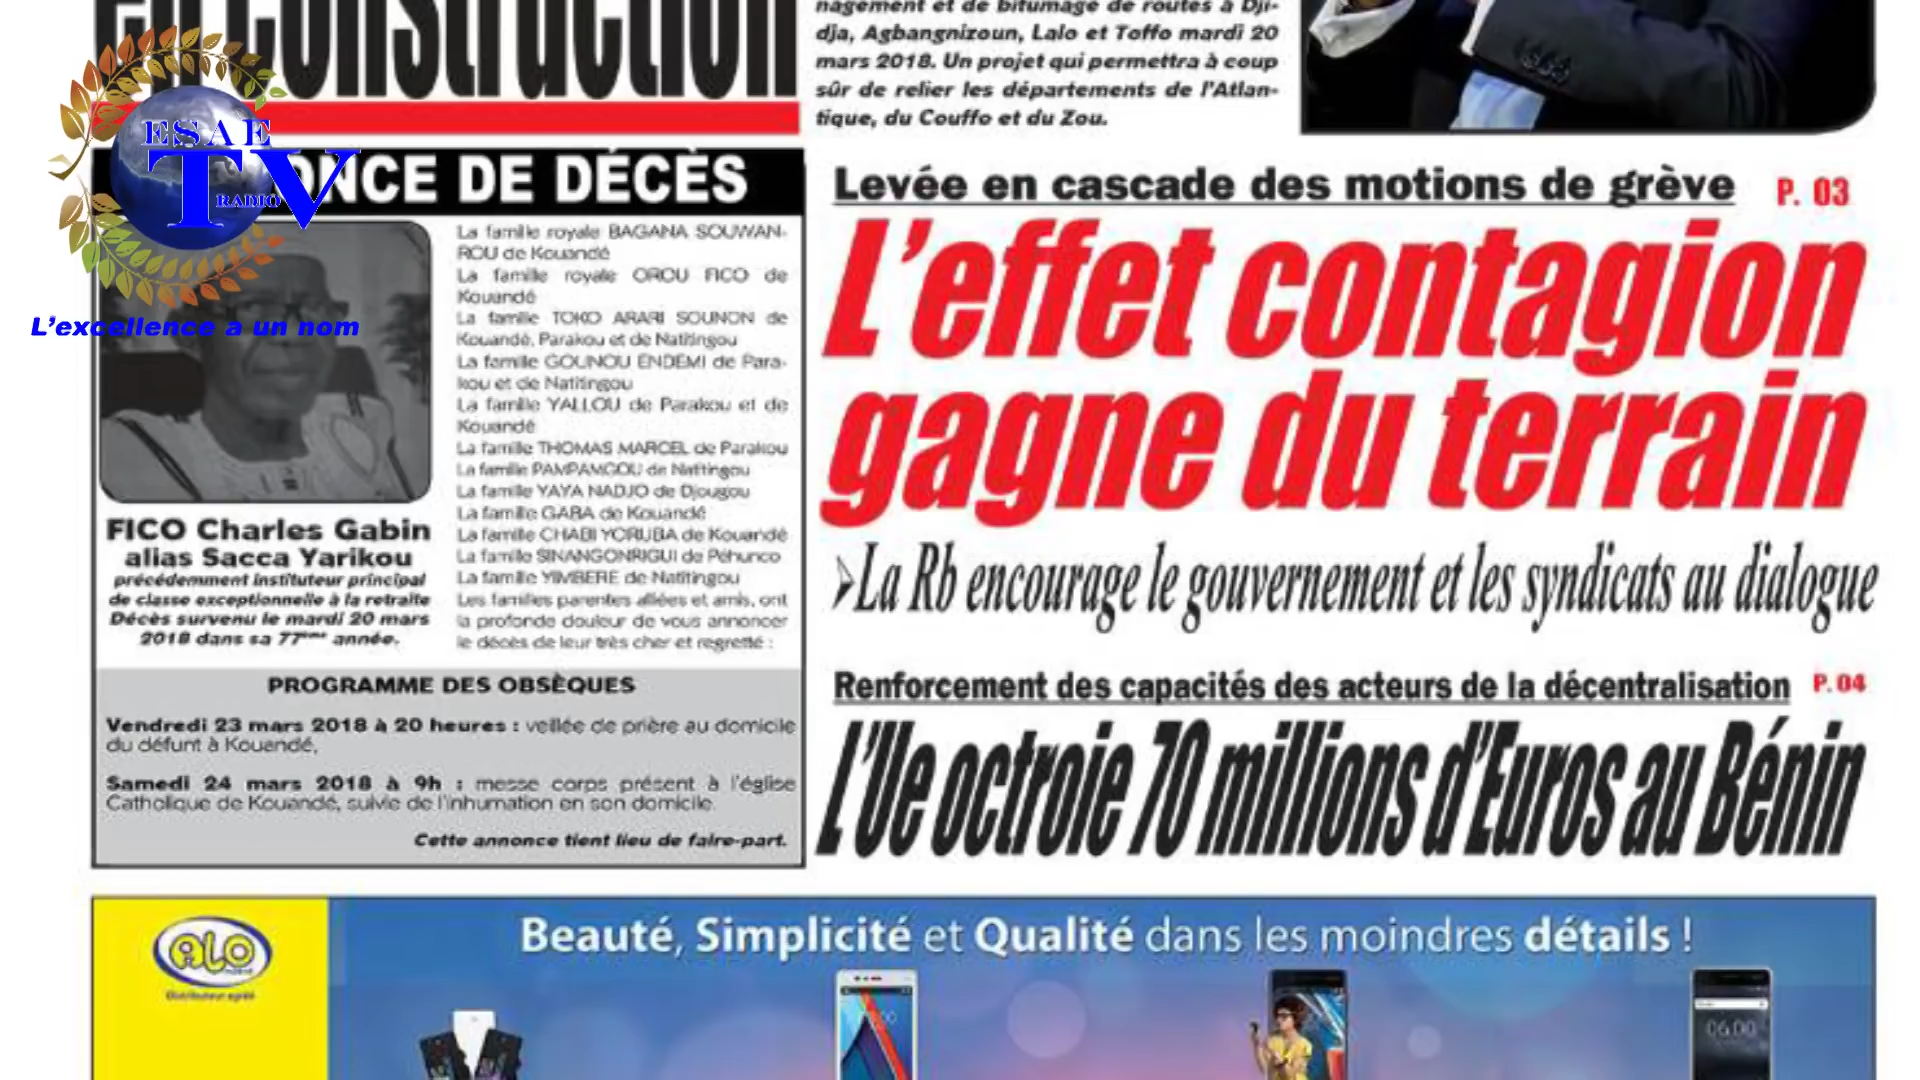 en construction
nagement et de bitumage de routes à Dji-
dja, Agbangnizoun, Lalo et Toffo mardi 20
mars 2018. Un projet qui permettra à coup
sûr de relier les départements de l'Atlan-
tique, du Couffo et du Zou.
ESAE
TV
RADIO
L'excellence a un nom
ONCE DE DÉCÈS
La famille royale BAGANA SOUWAN-
ROU de Kouandé
La famille royale OROU FICO de
Kouandé
La famille TOKO ARARI SOUNON de
Kouandé, Parakou et de Natitingou
La famille GOUNOU ENDEMI de Para-
kou et de Natitingou
La famille YALLOU de Parakou et de
Kouandé
La famille THOMAS MARCEL de Parakou
La famille PAMPAMGOU de Natitingou
La famille YAYA NADJO de Djougou
La famille GABA de Kouandé
La famille CHABI YORUBA de Kouandé
La famille SINANGONRIGUI de Péhunco
La famille YIMBERE de Natitingou
Les familles parentes alliées et amis, ont
la profonde douleur de vous annoncer
le décès de leur très cher et regretté :
FICO Charles Gabin
alias Sacca Yarikou
précédemment instituteur principal
de classe exceptionnelle à la retraite
Décès survenu le mardi 20 mars
2018 dans sa 77ème année.
PROGRAMME DES OBSÈQUES
Vendredi 23 mars 2018 à 20 heures : veillée de prière au domicile
du défunt à Kouandé,
Samedi 24 mars 2018 à 9h : messe corps présent à l'église
Catholique de Kouandé, suivie de l'inhumation en son domicile.
Cette annonce tient lieu de faire-part.
Levée en cascade des motions de grève P. 03
L'effet contagion
gagne du terrain
La Rb encourage le gouvernement et les syndicats au dialogue
Renforcement des capacités des acteurs de la décentralisation P. 04
L'Ue octroie 70 millions d'Euros au Bénin
ALO
Distributeur agréé
Beauté, Simplicité et Qualité dans les moindres détails !
06:00